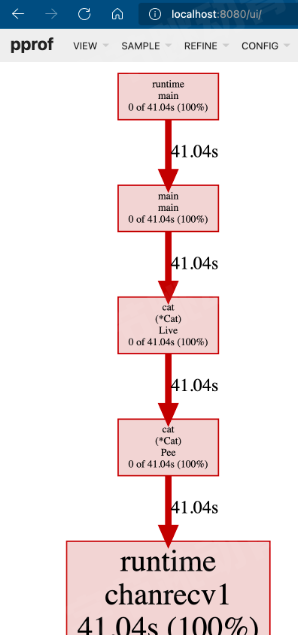 localhost:8080/ui/
pprof VIEW SAMPLE REFINE CONFIG
runtime
main
0 of 41.04s (100%)
41.04s
main
main
0 of 41.04s (100%)
41.04s
cat
(*Cat)
Live
0 of 41.04s (100%)
41.04s
cat
(*Cat)
Pee
0 of 41.04s (100%)
41.04s
runtime
chanrecv1
41.04s (100%)